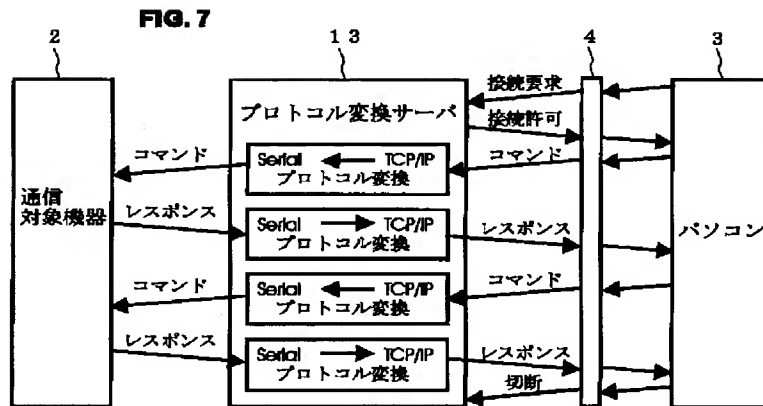 FIG. 7
2
13
4
3
通信
対象機器
プロトコル変換サーバ
パソコン
接続要求
接続許可
コマンド
Serial ← TCP/IP
プロトコル変換
コマンド
レスポンス
Serial → TCP/IP
プロトコル変換
レスポンス
コマンド
Serial ← TCP/IP
プロトコル変換
コマンド
レスポンス
Serial → TCP/IP
プロトコル変換
レスポンス
切断